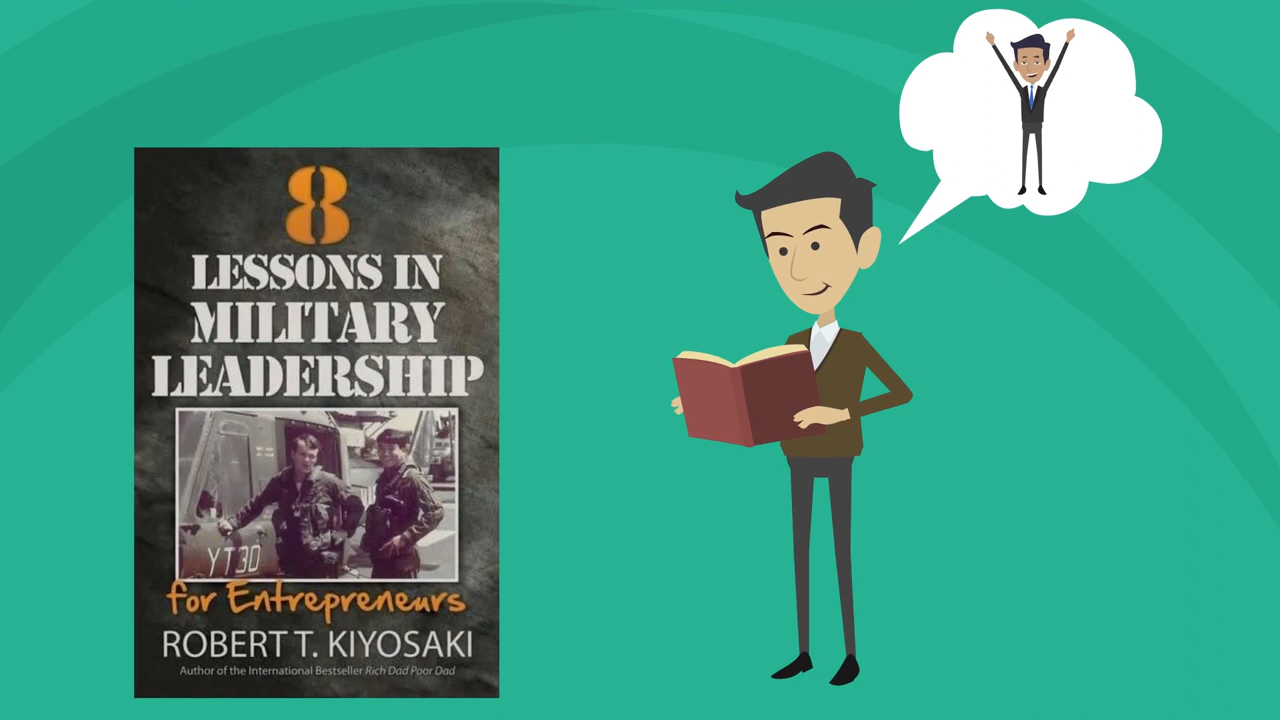 8
LESSONS IN
MILITARY
LEADERSHIP
YT30
for Entrepreneurs
ROBERT T. KIYOSAKI
Author of the International Bestseller Rich Dad Poor Dad